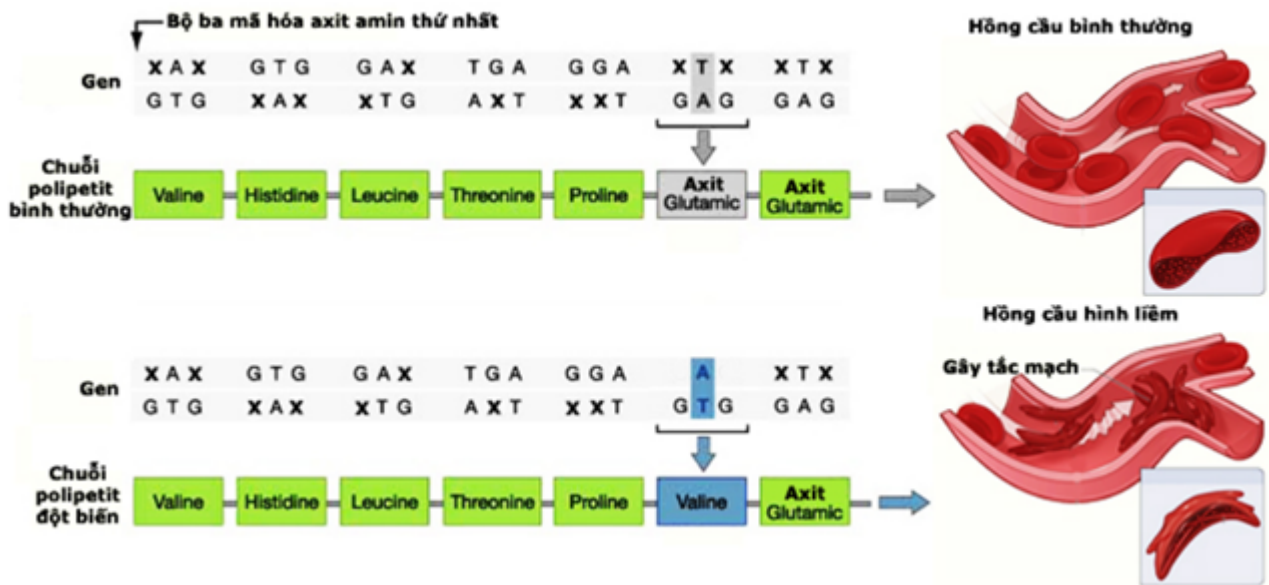 Bộ ba mã hóa axit amin thứ nhất
Gen
XAX GTG GAX TGA GGA XTX XTX
GTG XAX XTG AXT XXT GAG GAG
Chuỗi
polipetit
bình thường
Valine Histidine Leucine Threonine Proline Axit Glutamic Axit Glutamic
Hồng cầu bình thường
Gen
XAX GTG GAX TGA GGA A XTX
GTG XAX XTG AXT XXT GTG GAG
Chuỗi
polipetit
đột biến
Valine Histidine Leucine Threonine Proline Valine Axit Glutamic
Hồng cầu hình liềm
Gây tắc mạch